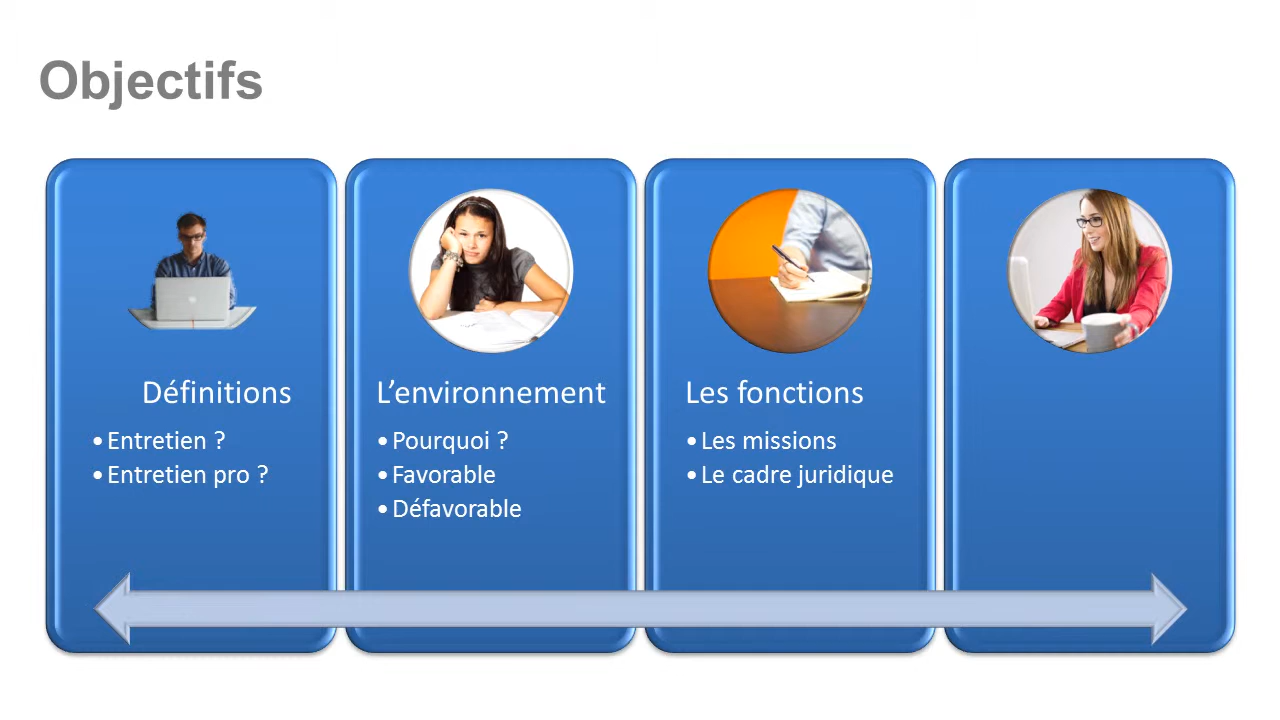 Objectifs
Définitions
•Entretien ?
•Entretien pro ?
L’environnement
•Pourquoi ?
•Favorable
•Défavorable
Les fonctions
•Les missions
•Le cadre juridique